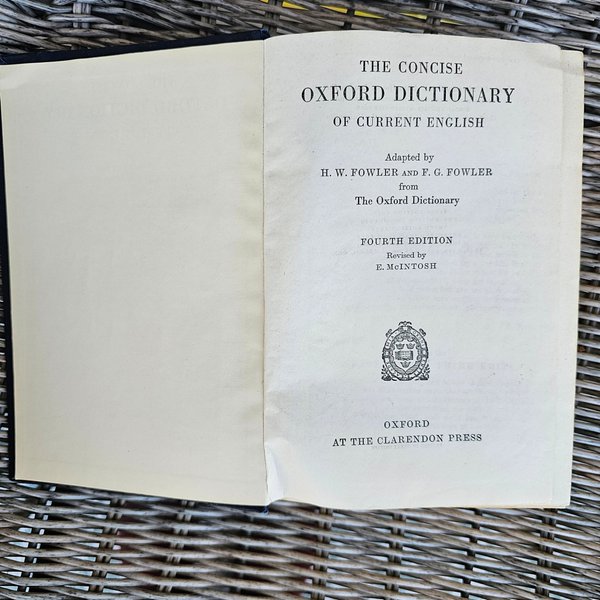 THE CONCISE
OXFORD DICTIONARY
OF CURRENT ENGLISH
Adapted by
H. W. FOWLER AND F. G. FOWLER
from
The Oxford Dictionary
FOURTH EDITION
Revised by
E. McINTOSH
OXFORD
AT THE CLARENDON PRESS